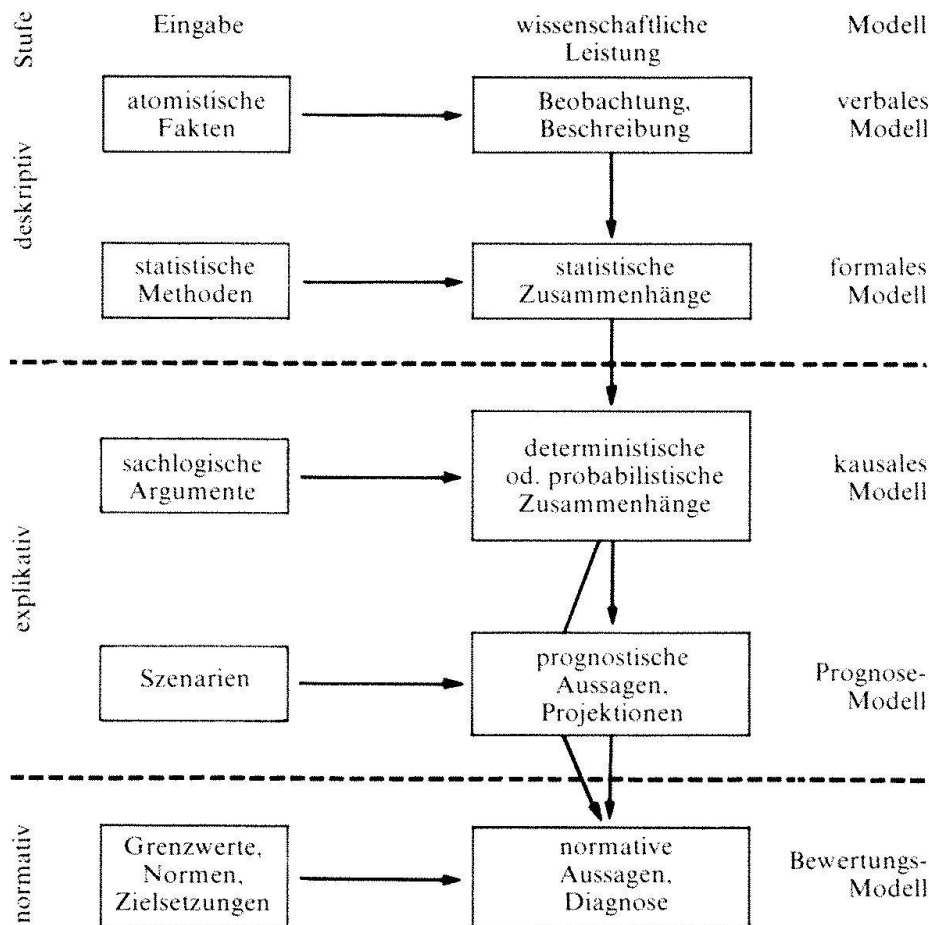 Stufe
Eingabe
wissenschaftliche
Leistung
Modell
deskriptiv
atomistische
Fakten
Beobachtung,
Beschreibung
verbales
Modell
statistische
Methoden
statistische
Zusammenhänge
formales
Modell
explikativ
sachlogische
Argumente
deterministische
od. probabilistische
Zusammenhänge
kausales
Modell
Szenarien
prognostische
Aussagen,
Projektionen
Prognose-
Modell
normativ
Grenzwerte,
Normen,
Zielsetzungen
normative
Aussagen,
Diagnose
Bewertungs-
Modell